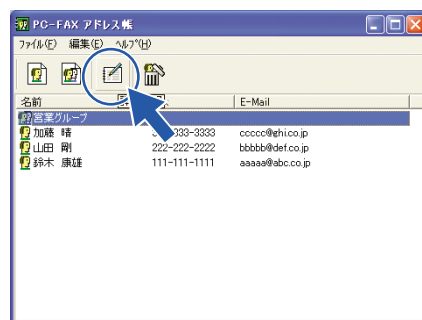 PC-FAX アドレス帳
ファイル(F) 編集(E) ヘルプ(H)
名前 E-Mail
営業グループ
加藤 晴 333-3333 ccccc@ghi.co.jp
山田 剛 222-222-2222 bbbbb@def.co.jp
鈴木 康雄 111-111-1111 aaaaa@abc.co.jp